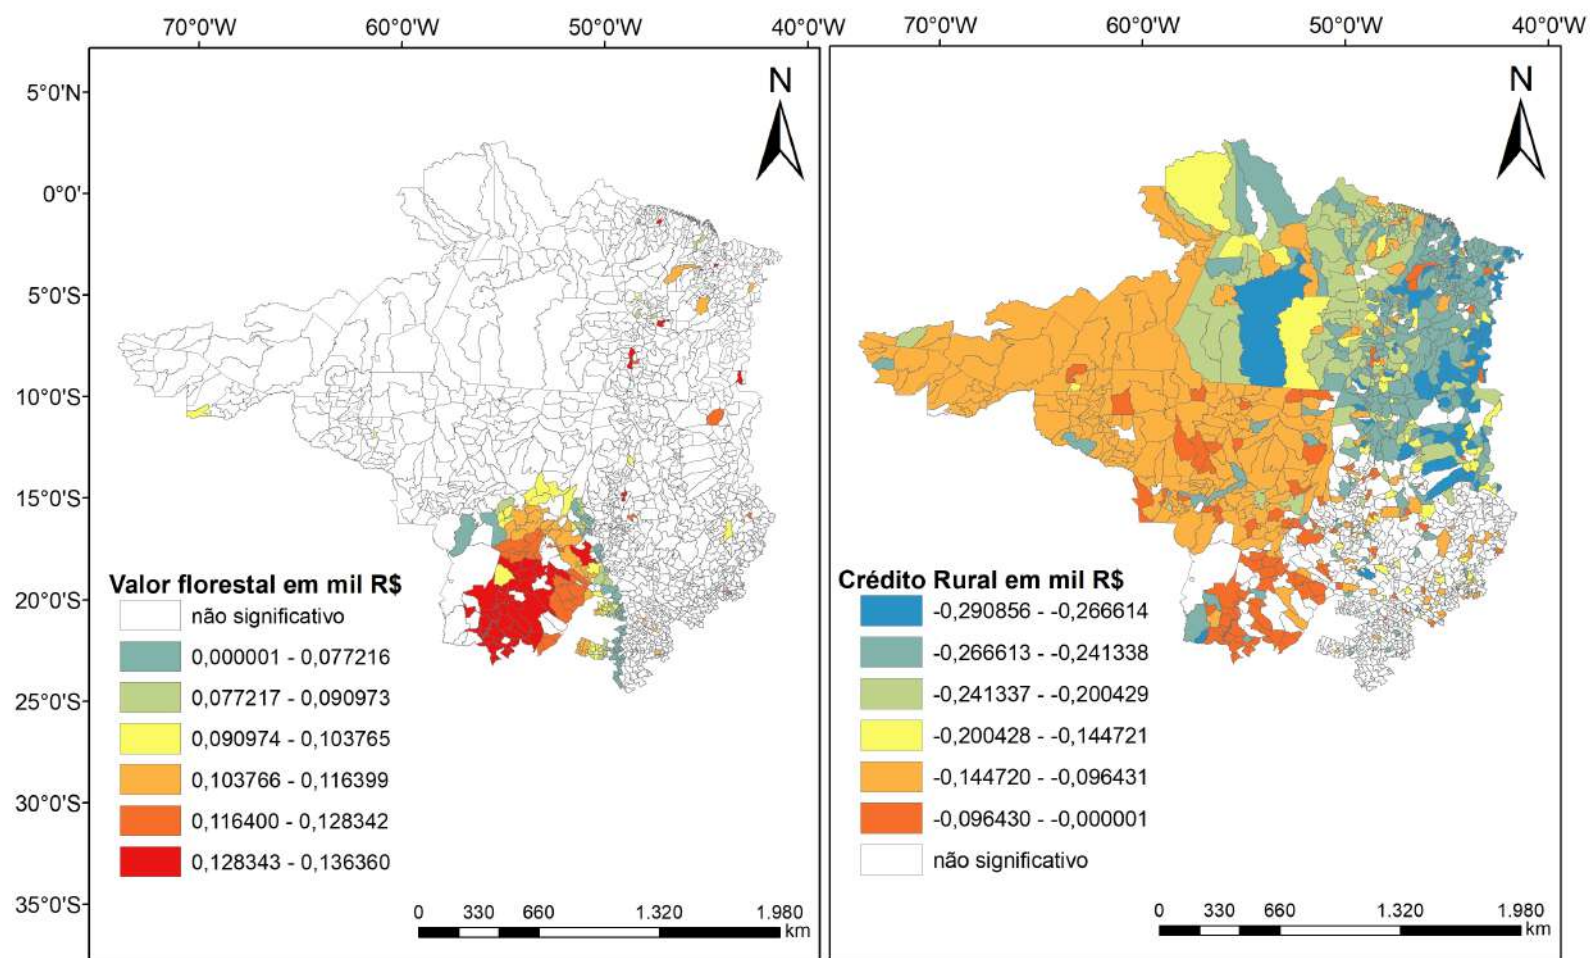 70°0'W 60°0'W 50°0'W 40°0'W
5°0'N
0°0'
5°0'S
10°0'S
15°0'S
20°0'S
25°0'S
30°0'S
35°0'S
N
Valor florestal em mil R$
não significativo
0,000001 - 0,077216
0,077217 - 0,090973
0,090974 - 0,103765
0,103766 - 0,116399
0,116400 - 0,128342
0,128343 - 0,136360
0 330 660 1.320 1.980
km
70°0'W 60°0'W 50°0'W 40°0'W
N
Crédito Rural em mil R$
-0,290856 - -0,266614
-0,266613 - -0,241338
-0,241337 - -0,200429
-0,200428 - -0,144721
-0,144720 - -0,096431
-0,096430 - -0,000001
não significativo
0 330 660 1.320 1.980
km